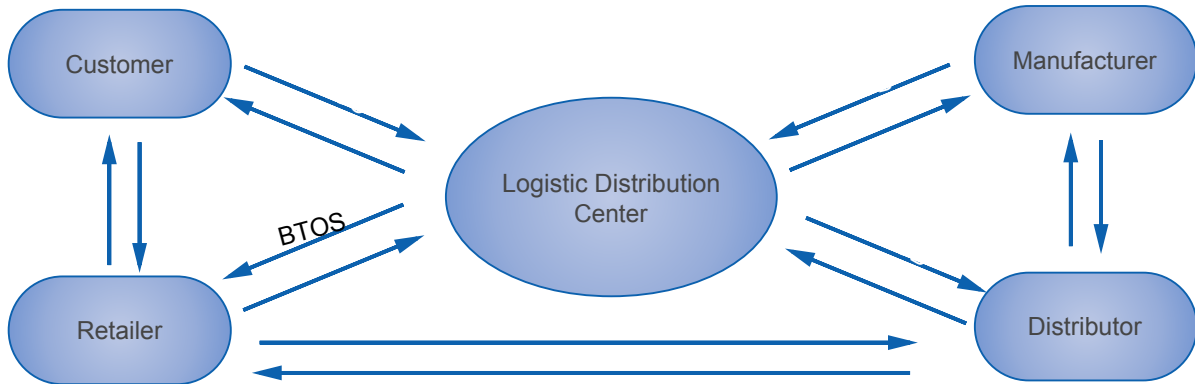 Customer
Manufacturer
Logistic Distribution
Center
BTOS
Retailer
Distributor